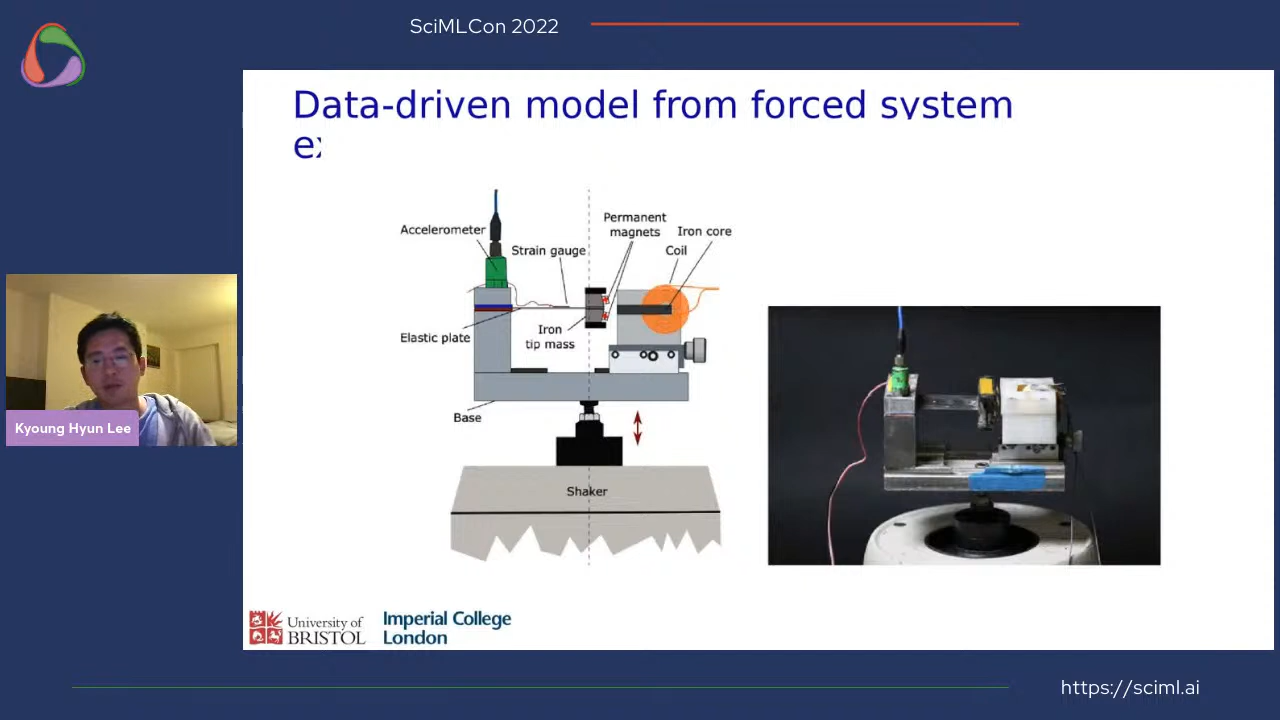 SciMLCon 2022
Data-driven model from forced system
Accelerometer
Strain gauge
Permanent
magnets
Iron core
Coil
Elastic plate
Iron
tip mass
Base
Shaker
Kyoung Hyun Lee
University of
BRISTOL
Imperial College
London
https://sciml.ai